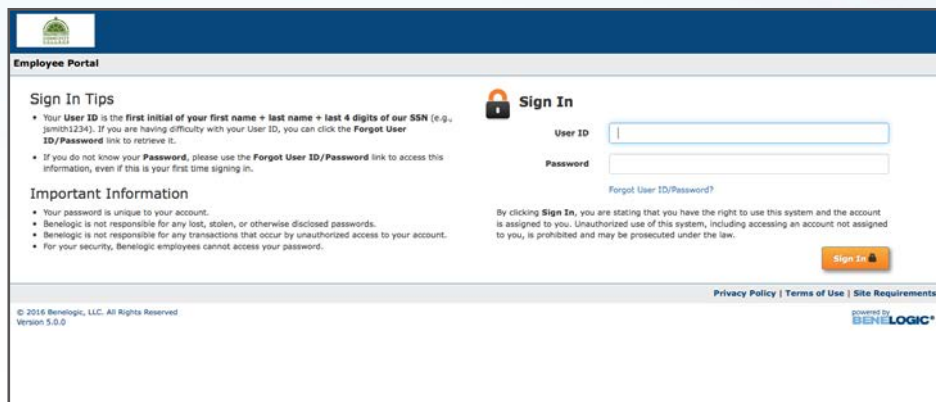 Employee Portal
Sign In Tips
• Your User ID is the first initial of your first name + last name + last 4 digits of our SSN (e.g.,
jsmith1234). If you are having difficulty with your User ID, you can click the Forgot User
ID/Password link to retrieve it.
• If you do not know your Password, please use the Forgot User ID/Password link to access this
information, even if this is your first time signing in.
Important Information
• Your password is unique to your account.
• Benelogic is not responsible for any lost, stolen, or otherwise disclosed passwords.
• Benelogic is not responsible for any transactions that occur by unauthorized access to your account.
• For your security, Benelogic employees cannot access your password.
Sign In
User ID
Password
Forgot User ID/Password?
By clicking Sign In, you are stating that you have the right to use this system and the account
is assigned to you. Unauthorized use of this system, including accessing an account not assigned
to you, is prohibited and may be prosecuted under the law.
Sign In
Privacy Policy | Terms of Use | Site Requirements
© 2016 Benelogic, LLC. All Rights Reserved
Version 5.0.0
powered by
BENELOGIC®